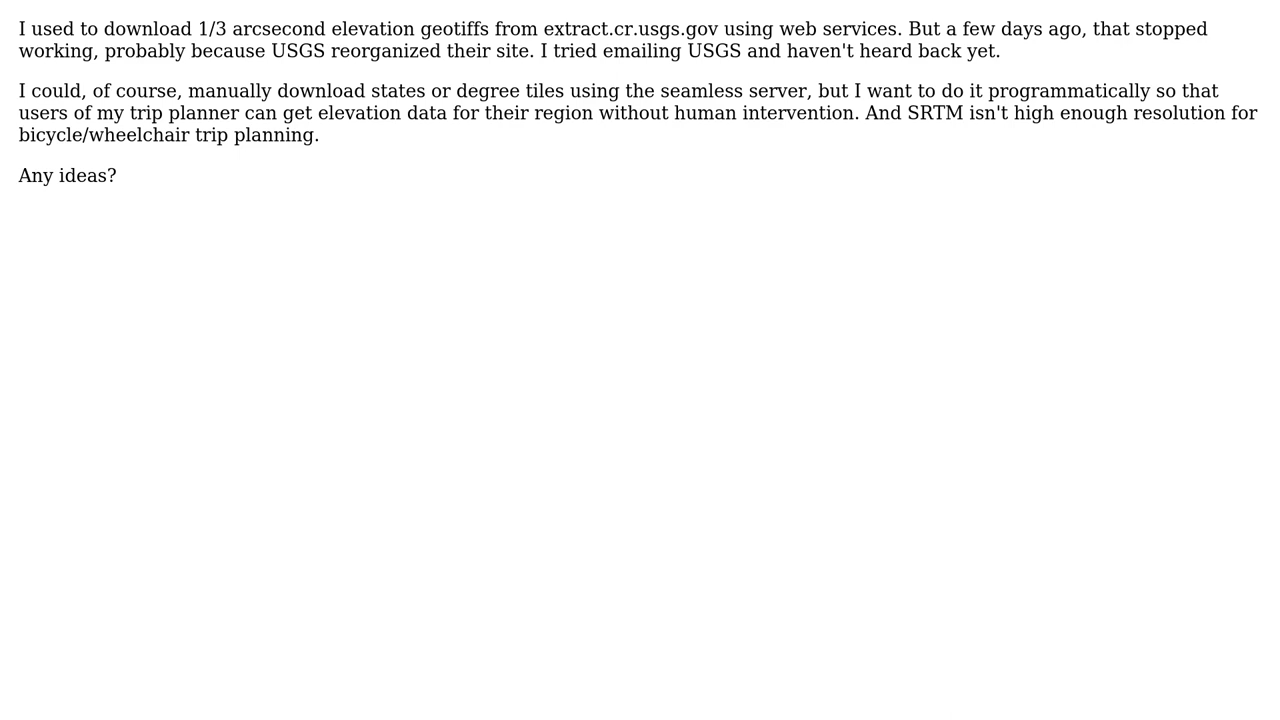 I used to download 1/3 arcsecond elevation geotiffs from extract.cr.usgs.gov using web services. But a few days ago, that stopped
working, probably because USGS reorganized their site. I tried emailing USGS and haven't heard back yet.
I could, of course, manually download states or degree tiles using the seamless server, but I want to do it programmatically so that
users of my trip planner can get elevation data for their region without human intervention. And SRTM isn't high enough resolution for
bicycle/wheelchair trip planning.
Any ideas?